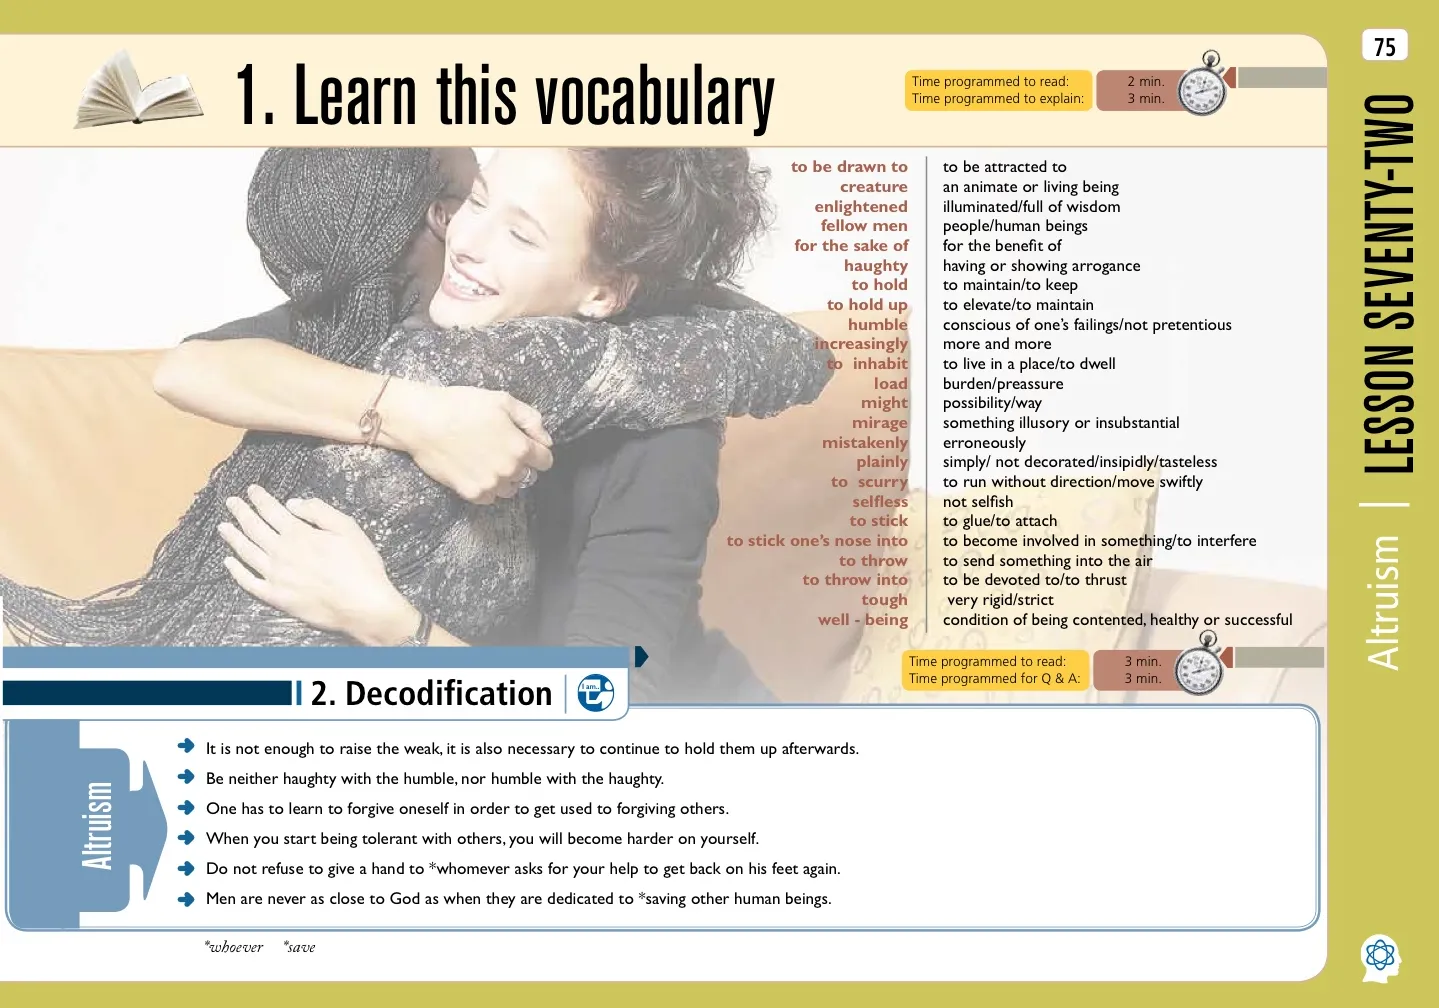 75
1. Learn this vocabulary
Time programmed to read: 2 min.
Time programmed to explain: 3 min.
to be drawn to to be attracted to
creature an animate or living being
enlightened illuminated/full of wisdom
fellow men people/human beings
for the sake of for the benefit of
haughty having or showing arrogance
to hold to maintain/to keep
to hold up to elevate/to maintain
humble conscious of one's failings/not pretentious
increasingly more and more
to inhabit to live in a place/to dwell
load burden/preassure
might possibility/way
mirage something illusory or insubstantial
mistakenly erroneously
plainly simply/ not decorated/insipidly/tasteless
to scurry to run without direction/move swiftly
selfless not selfish
to stick to glue/to attach
to stick one's nose into to become involved in something/to interfere
to throw to send something into the air
to throw into to be devoted to/to thrust
tough very rigid/strict
well - being condition of being contented, healthy or successful
LESSON SEVENTY-TWO
Altruism
Time programmed to read: 3 min.
Time programmed for Q & A: 3 min.
2. Decodification
I am..
Altruism
It is not enough to raise the weak, it is also necessary to continue to hold them up afterwards.
Be neither haughty with the humble, nor humble with the haughty.
One has to learn to forgive oneself in order to get used to forgiving others.
When you start being tolerant with others, you will become harder on yourself.
Do not refuse to give a hand to *whomever asks for your help to get back on his feet again.
Men are never as close to God as when they are dedicated to *saving other human beings.
*whoever *save